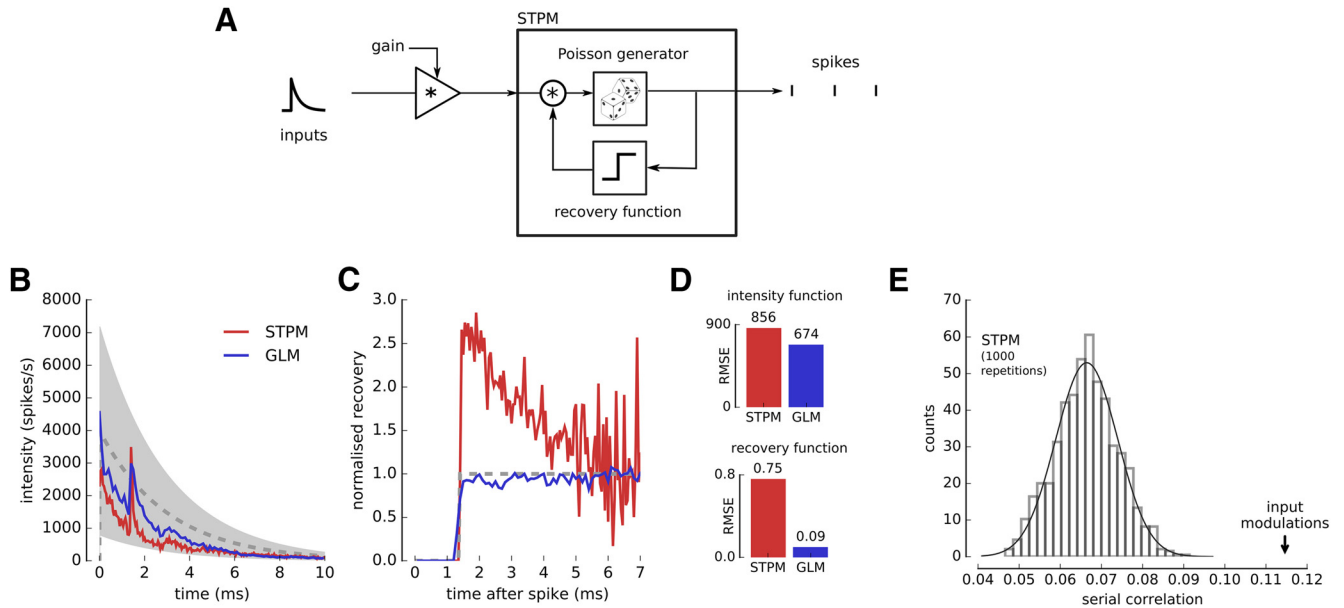 A
STPM
gain
Poisson generator
spikes
*
*
inputs
recovery function
B
8000
7000
6000
5000
4000
3000
2000
1000
0
intensity (spikes/s)
STPM
GLM
0 2 4 6 8 10
time (ms)
C
3.0
2.5
2.0
1.5
1.0
0.5
0.0
normalised recovery
0 1 2 3 4 5 6 7
time after spike (ms)
D
intensity function
900
0
RMSE
856
674
STPM GLM
recovery function
0.8
0.0
RMSE
0.75
0.09
STPM GLM
E
70
60
50
40
30
20
10
0
counts
STPM
(1000
repetitions)
input
modulations
0.04 0.05 0.06 0.07 0.08 0.09 0.10 0.11 0.12
serial correlation